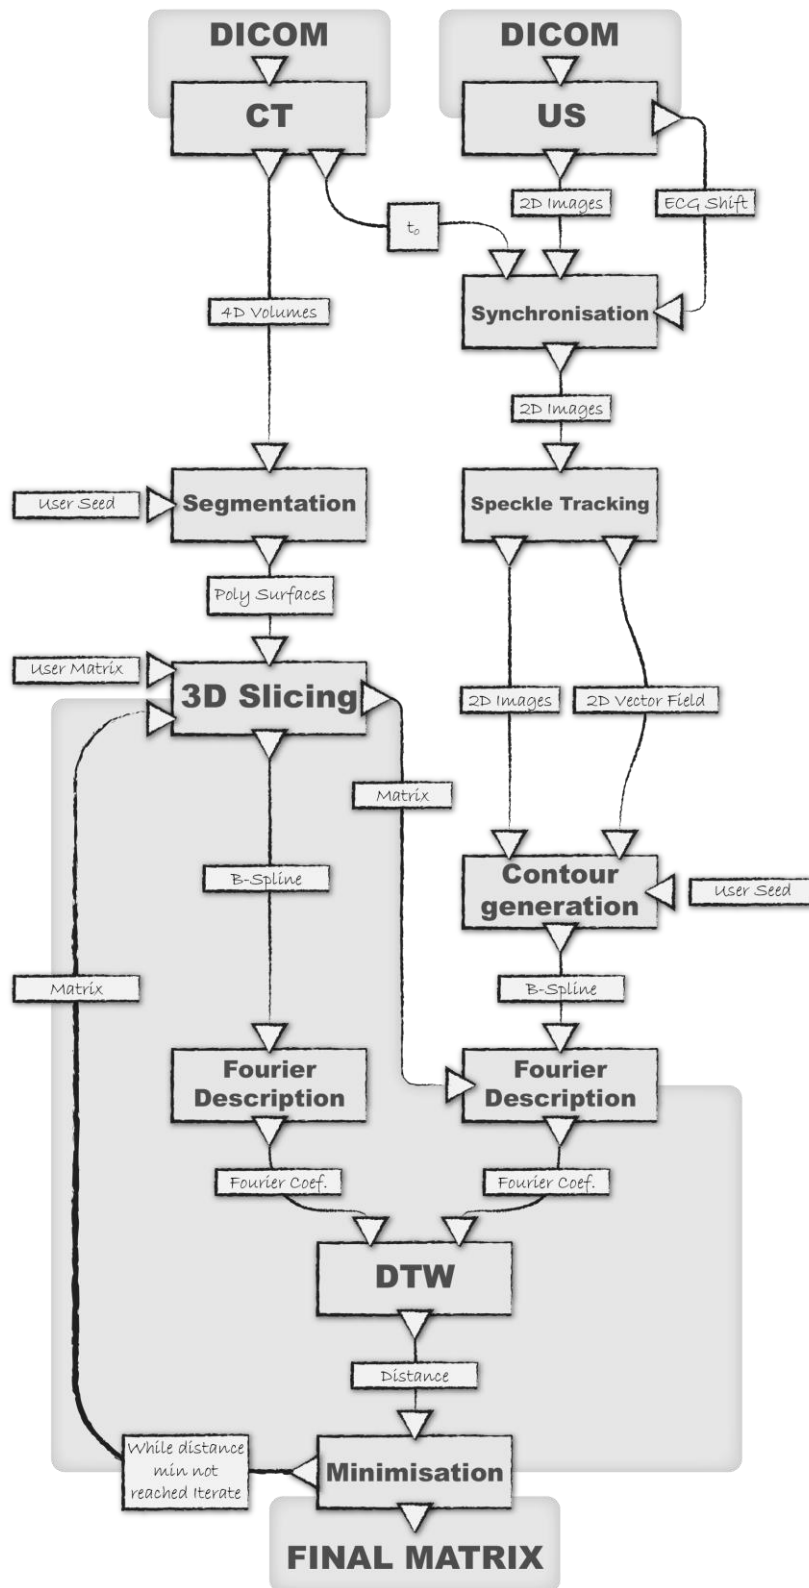 DICOM
DICOM
CT
US
2D Images
ECG Shift
t₀
Synchronisation
4D Volumes
2D Images
User Seed
Segmentation
Speckle Tracking
Poly Surfaces
User Matrix
3D Slicing
2D Images
2D Vector Field
Matrix
B-Spline
Contour
generation
User Seed
Matrix
B-Spline
Fourier
Description
Fourier
Description
Fourier Coef.
Fourier Coef.
DTW
Distance
While distance
min not
reached Iterate
Minimisation
FINAL MATRIX